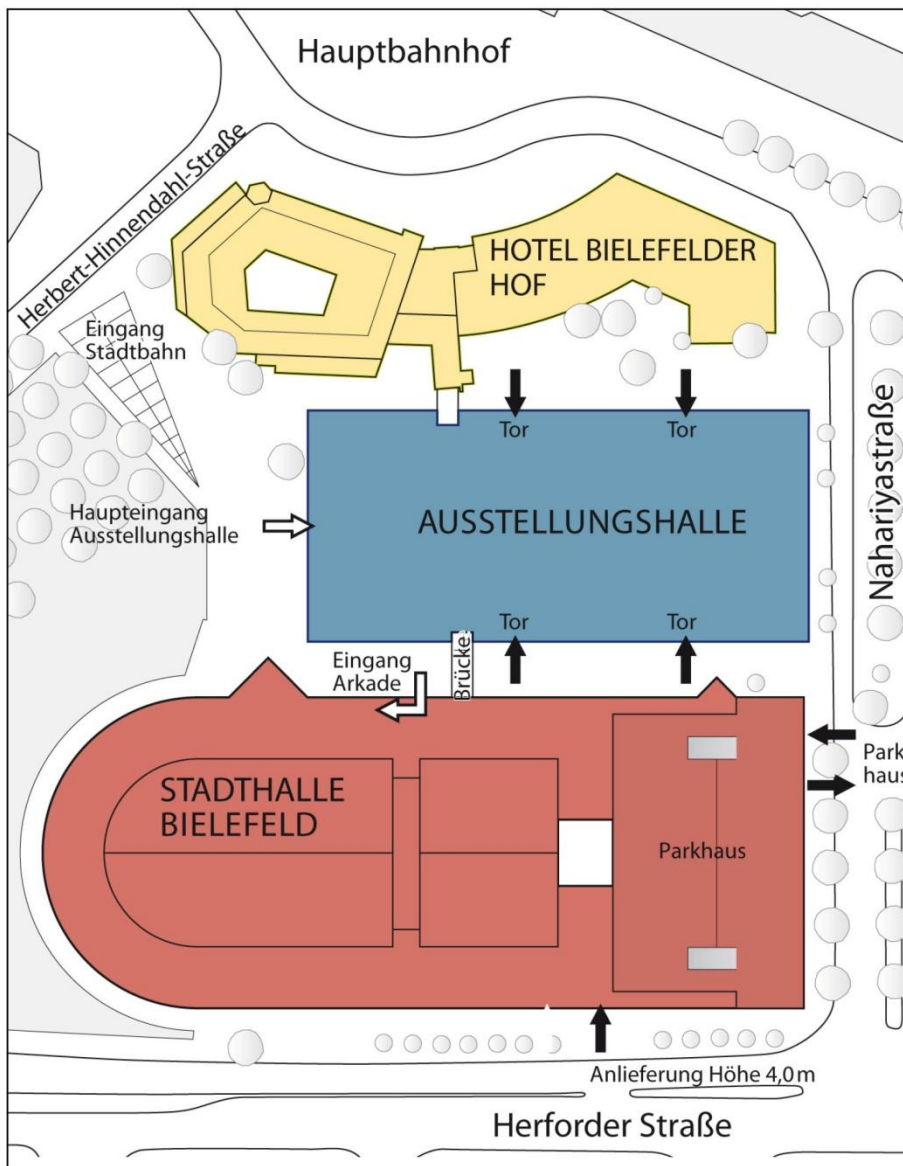 Hauptbahnhof
Herbert-Hinnendahl-Straße
HOTEL BIELEFELDER
HOF
Eingang
Stadtbahn
Tor
Tor
Haupteingang
Ausstellungshalle
AUSSTELLUNGSHALLE
Nahariyastraße
Tor
Tor
Eingang
Arkade
Brücke
Park
haus
STADTHALLE
BIELEFELD
Parkhaus
Anlieferung Höhe 4,0 m
Herforder Straße